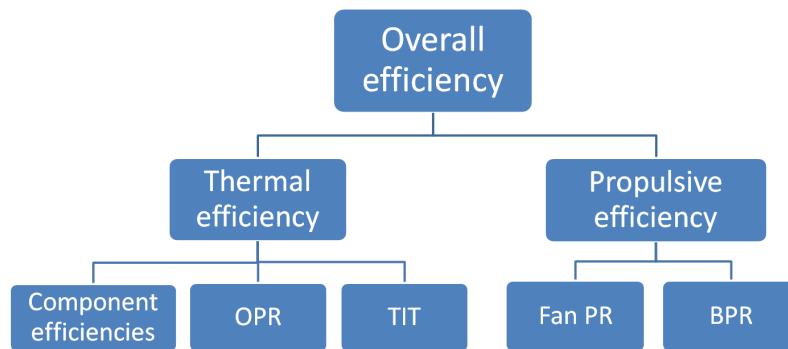 Overall
efficiency
Thermal
efficiency
Propulsive
efficiency
Component
efficiencies
OPR
TIT
Fan PR
BPR